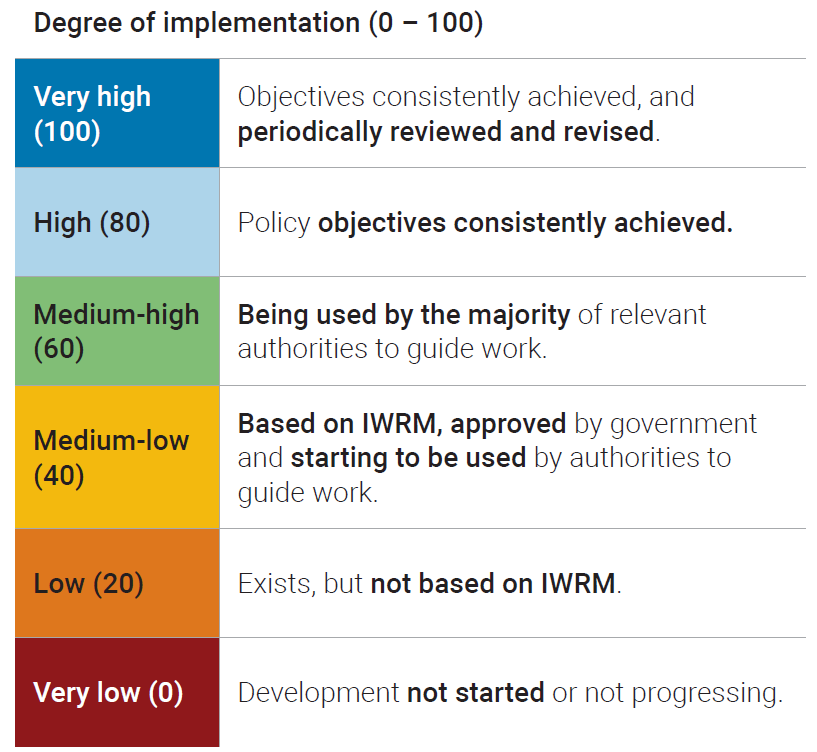 Degree of implementation (0 – 100)
Very high
(100)
Objectives consistently achieved, and
periodically reviewed and revised.
High (80)
Policy objectives consistently achieved.
Medium-high
(60)
Being used by the majority of relevant
authorities to guide work.
Medium-low
(40)
Based on IWRM, approved by government
and starting to be used by authorities to
guide work.
Low (20)
Exists, but not based on IWRM.
Very low (0)
Development not started or not progressing.